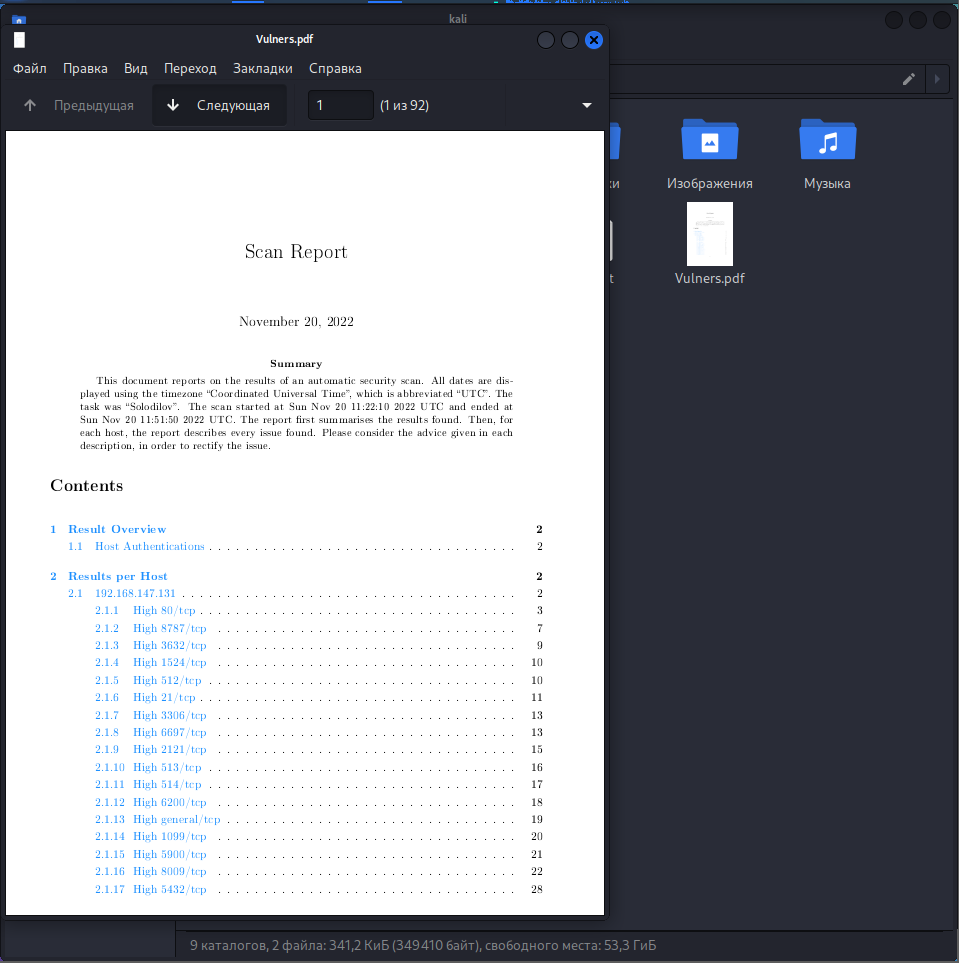 kali
Vulners.pdf
Файл Правка Вид Переход Закладки Справка
Предыдущая Следующая 1 (1 из 92)
Изображения Музыка
Vulners.pdf
Scan Report
November 20, 2022
Summary
This document reports on the results of an automatic security scan. All dates are dis-
played using the timezone “Coordinated Universal Time”, which is abbreviated “UTC”. The
task was “Solodilov”. The scan started at Sun Nov 20 11:22:10 2022 UTC and ended at
Sun Nov 20 11:51:50 2022 UTC. The report first summarises the results found. Then, for
each host, the report describes every issue found. Please consider the advice given in each
description, in order to rectify the issue.
Contents
1 Result Overview 2
1.1 Host Authentications . . . . . . . . . . . . . . . . . . . . . . . . . . . . . . 2
2 Results per Host 2
2.1 192.168.147.131 . . . . . . . . . . . . . . . . . . . . . . . . . . . . . . 2
2.1.1 High 80/tcp . . . . . . . . . . . . . . . . . . . . . . . . . . . . . . 3
2.1.2 High 8787/tcp . . . . . . . . . . . . . . . . . . . . . . . . . . . . . . 7
2.1.3 High 3632/tcp . . . . . . . . . . . . . . . . . . . . . . . . . . . . . . 9
2.1.4 High 1524/tcp . . . . . . . . . . . . . . . . . . . . . . . . . . . . . . 10
2.1.5 High 512/tcp . . . . . . . . . . . . . . . . . . . . . . . . . . . . . . 10
2.1.6 High 21/tcp . . . . . . . . . . . . . . . . . . . . . . . . . . . . . . 11
2.1.7 High 3306/tcp . . . . . . . . . . . . . . . . . . . . . . . . . . . . . . 13
2.1.8 High 6697/tcp . . . . . . . . . . . . . . . . . . . . . . . . . . . . . . 13
2.1.9 High 2121/tcp . . . . . . . . . . . . . . . . . . . . . . . . . . . . . . 15
2.1.10 High 513/tcp . . . . . . . . . . . . . . . . . . . . . . . . . . . . . . 16
2.1.11 High 514/tcp . . . . . . . . . . . . . . . . . . . . . . . . . . . . . . 17
2.1.12 High 6200/tcp . . . . . . . . . . . . . . . . . . . . . . . . . . . . . . 18
2.1.13 High general/tcp . . . . . . . . . . . . . . . . . . . . . . . . . . . . . . 19
2.1.14 High 1099/tcp . . . . . . . . . . . . . . . . . . . . . . . . . . . . . . 20
2.1.15 High 5900/tcp . . . . . . . . . . . . . . . . . . . . . . . . . . . . . . 21
2.1.16 High 8009/tcp . . . . . . . . . . . . . . . . . . . . . . . . . . . . . . 22
2.1.17 High 5432/tcp . . . . . . . . . . . . . . . . . . . . . . . . . . . . . . 28
9 каталогов, 2 файла: 341,2 КиБ (349 410 байт), свободного места: 53,3 ГиБ